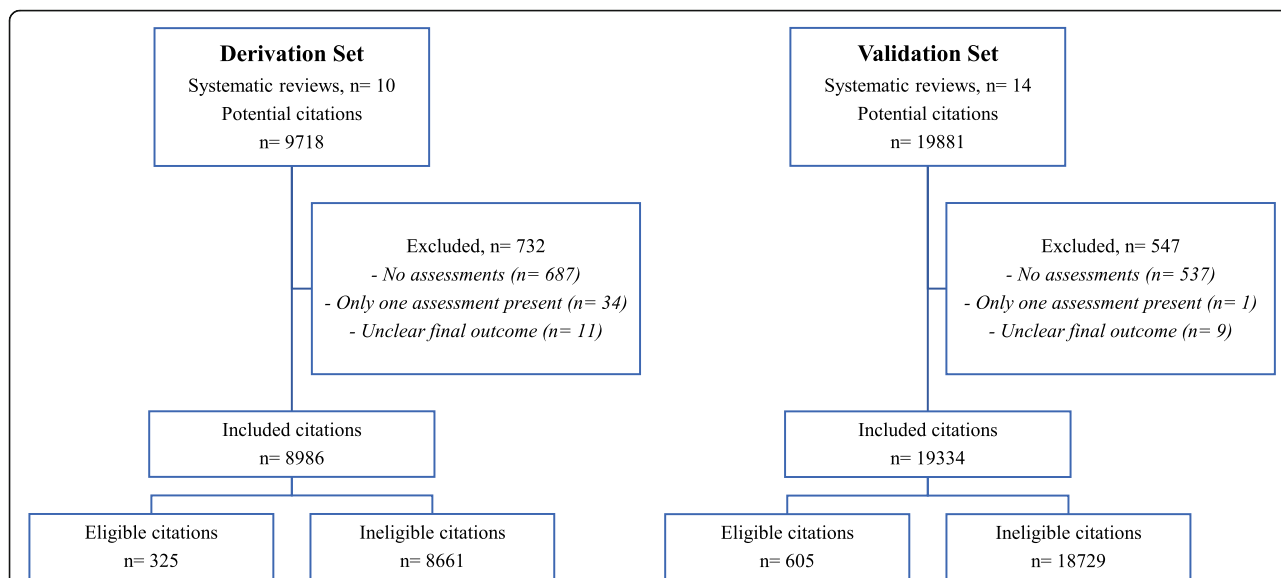 Derivation Set
Systematic reviews, n= 10
Potential citations
n= 9718
Excluded, n= 732
- No assessments (n= 687)
- Only one assessment present (n= 34)
- Unclear final outcome (n= 11)
Included citations
n= 8986
Eligible citations
n= 325
Ineligible citations
n= 8661
Validation Set
Systematic reviews, n= 14
Potential citations
n= 19881
Excluded, n= 547
- No assessments (n= 537)
- Only one assessment present (n= 1)
- Unclear final outcome (n= 9)
Included citations
n= 19334
Eligible citations
n= 605
Ineligible citations
n= 18729